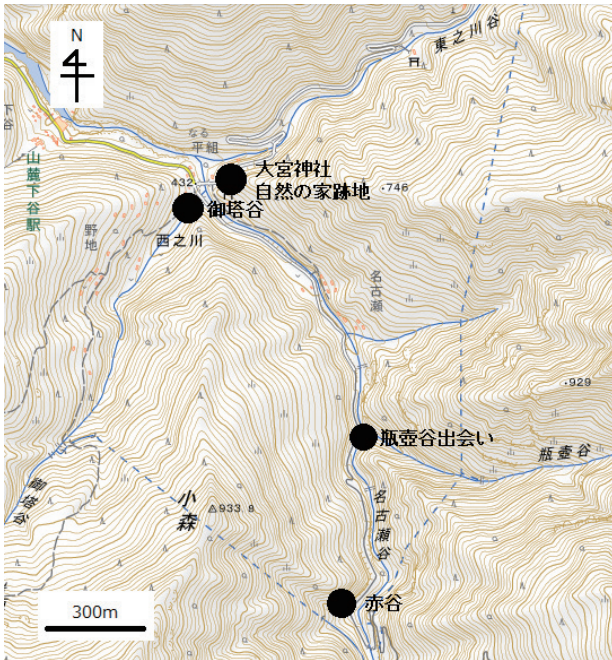 N
東之川谷
下谷
なる
平組
山麓下谷駅
大宮神社
自然の家跡地
432
・746
御塔谷
野地
西之川
名古瀬
・929
瓶壺谷出会い
瓶壺谷
御塔谷
小森
△933.8
名古瀬谷
300m
赤谷